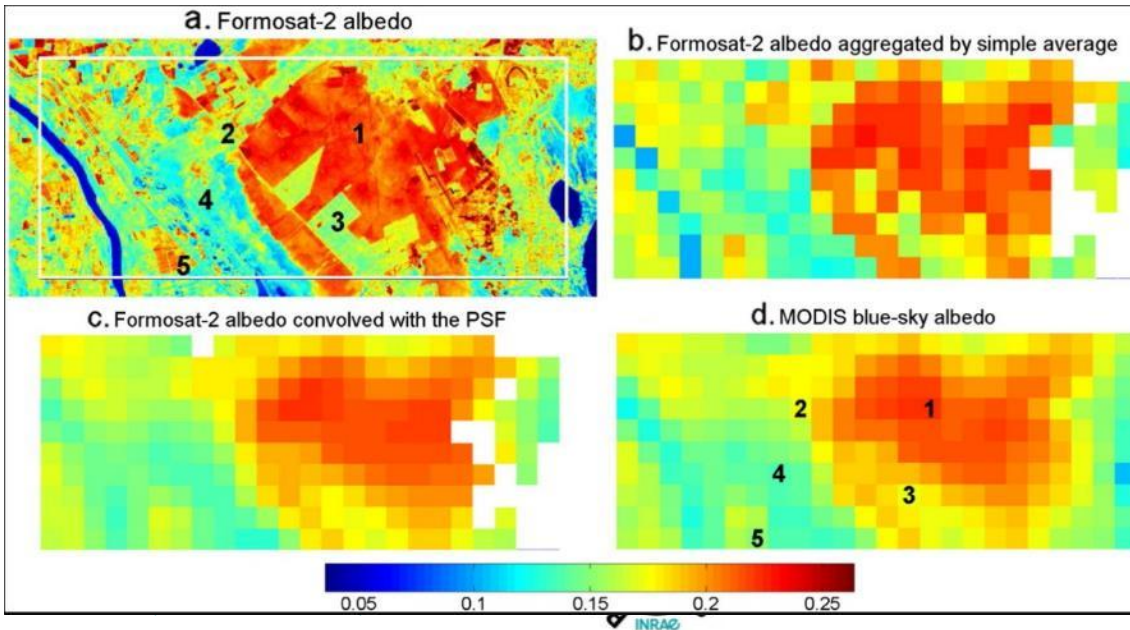 a. Formosat-2 albedo
b. Formosat-2 albedo aggregated by simple average
1
2
3
4
5
c. Formosat-2 albedo convolved with the PSF
d. MODIS blue-sky albedo
2
1
4
3
5
0.05 0.1 0.15 0.2 0.25
INRAE